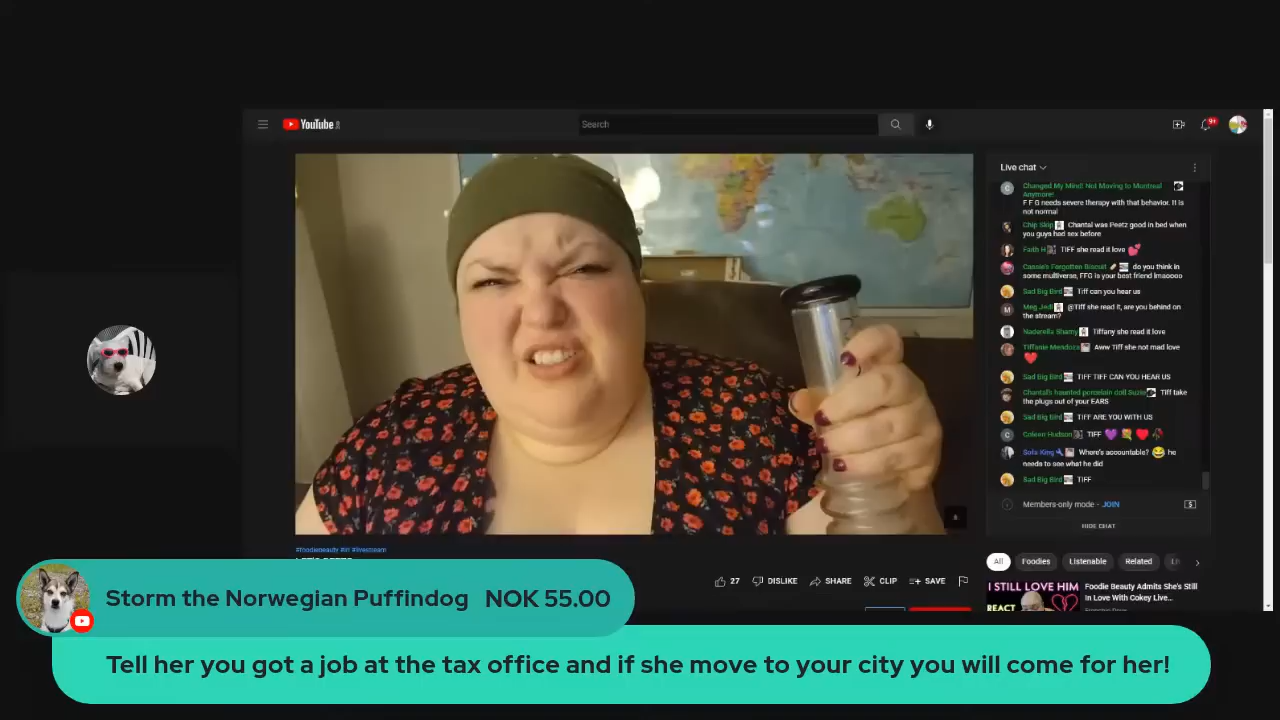 YouTube
Search
9+
Live chat
Changed My Mind! Not Moving to Montreal
Anymore!
F F G needs severe therapy with that behavior. It is
not normal
Chip Skip Chantal was Peetz good in bed when
you guys had sex before
Faith H TIFF she read it love
Cassie's Forgotten Biscuit do you think in
some multiverse, FFG is your best friend lmaoooo
Sad Big Bird Tiff can you hear us
Meg Jedi @Tiff she read it, are you behind on
the stream?
Naderella Shamy Tiffany she read it love
Tiffanie Mendoza Aww Tiff she not mad love
Sad Big Bird TIFF TIFF CAN YOU HEAR US
Chantal's haunted porcelain doll Suzie Tiff take
the plugs out of your EARS
Sad Big Bird TIFF ARE YOU WITH US
Coleen Hudson TIFF
Sofa King Where's accountable? he
needs to see what he did
Sad Big Bird TIFF
Members-only mode - JOIN
HIDE CHAT
#foodiebeauty #irl #livestream
27 DISLIKE SHARE CLIP SAVE
All Foodies Listenable Related
I STILL LOVE HIM
REACT
Foodie Beauty Admits She's Still
In Love With Cokey Live...
Storm the Norwegian Puffindog NOK 55.00
Tell her you got a job at the tax office and if she move to your city you will come for her!